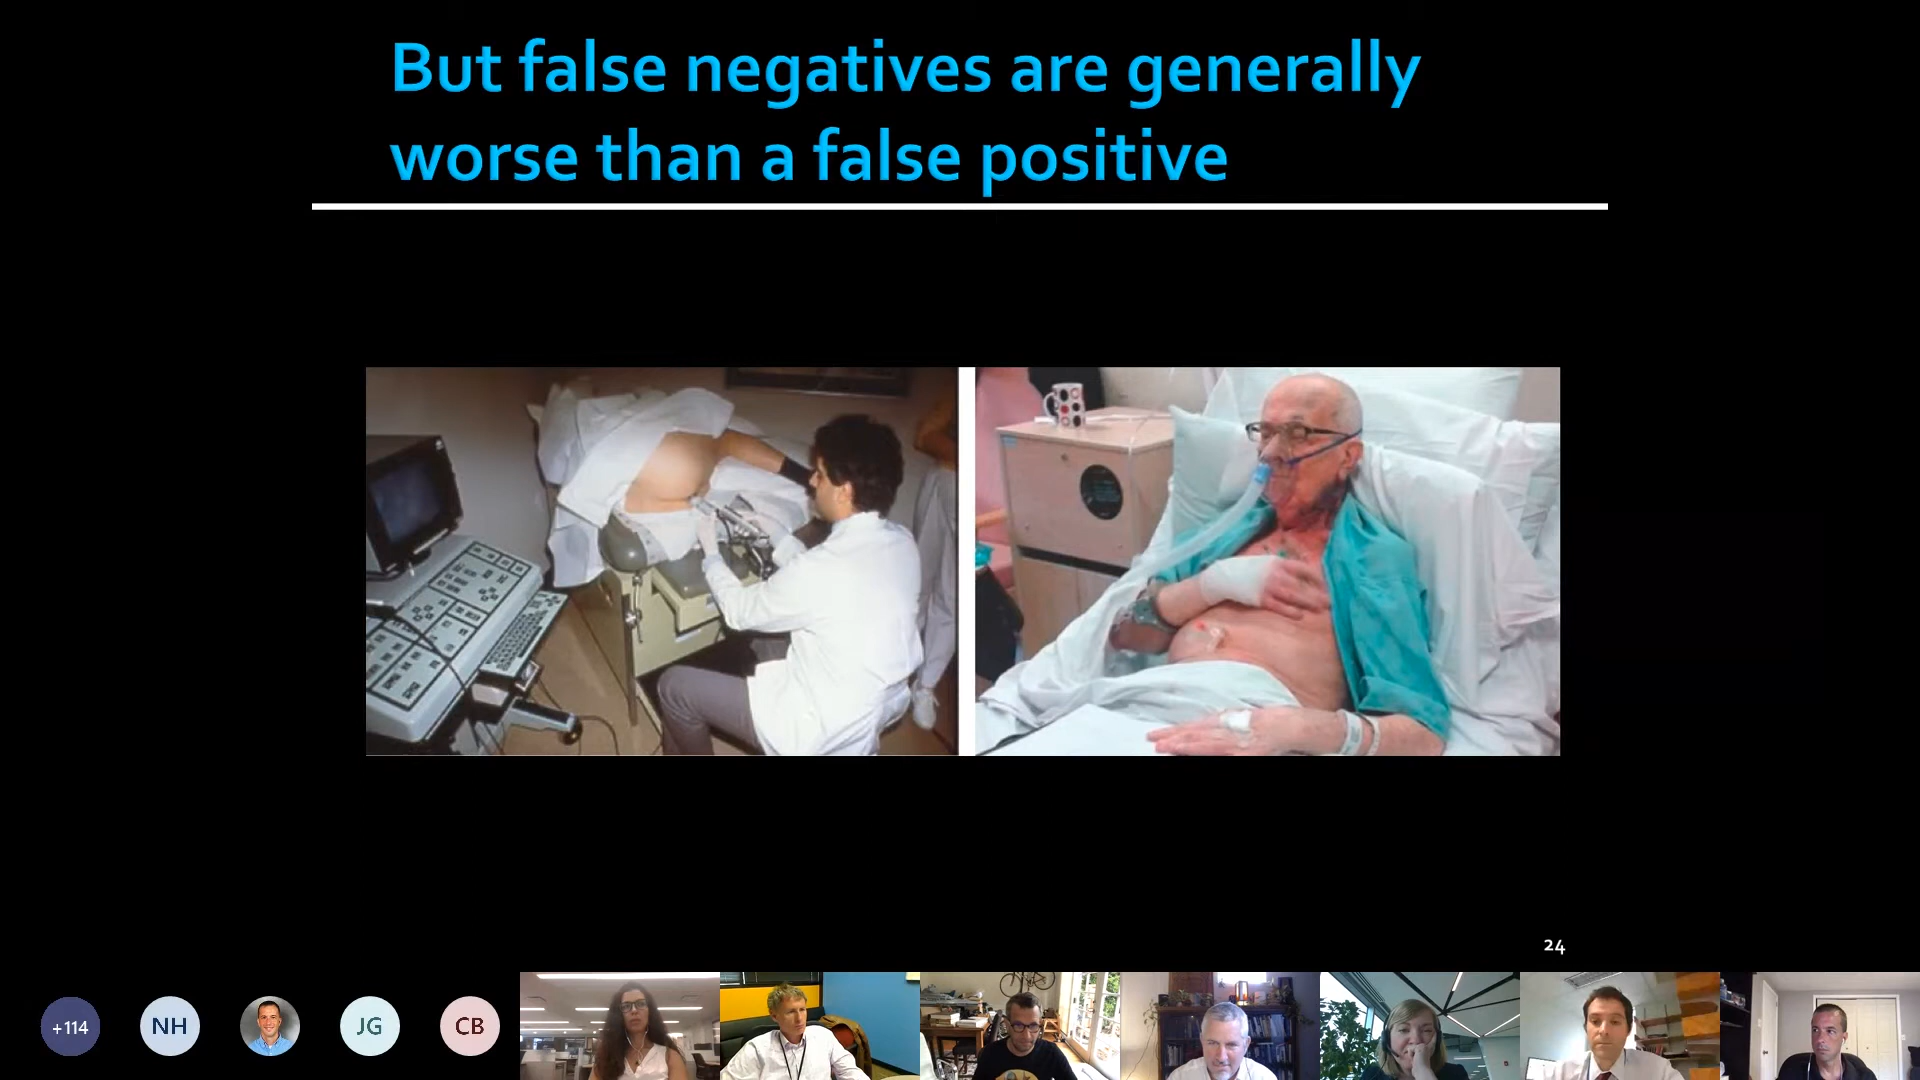 But false negatives are generally
worse than a false positive
24
+114
NH
JG
CB